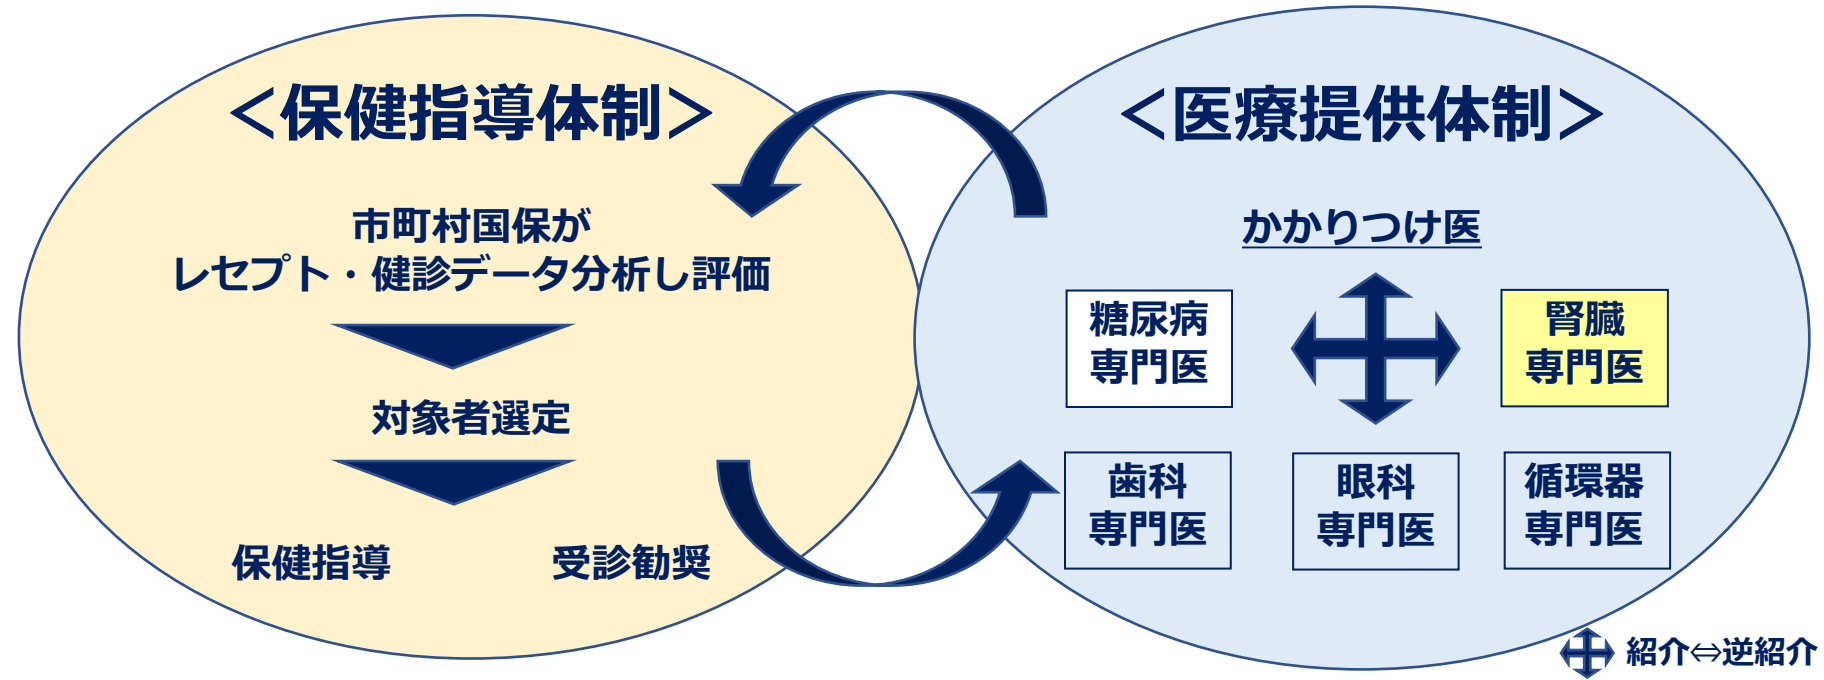 ＜保健指導体制＞
市町村国保が
レセプト・健診データ分析し評価
対象者選定
保健指導
受診勧奨
＜医療提供体制＞
かかりつけ医
糖尿病
専門医
腎臓
専門医
歯科
専門医
眼科
専門医
循環器
専門医
紹介⇔逆紹介